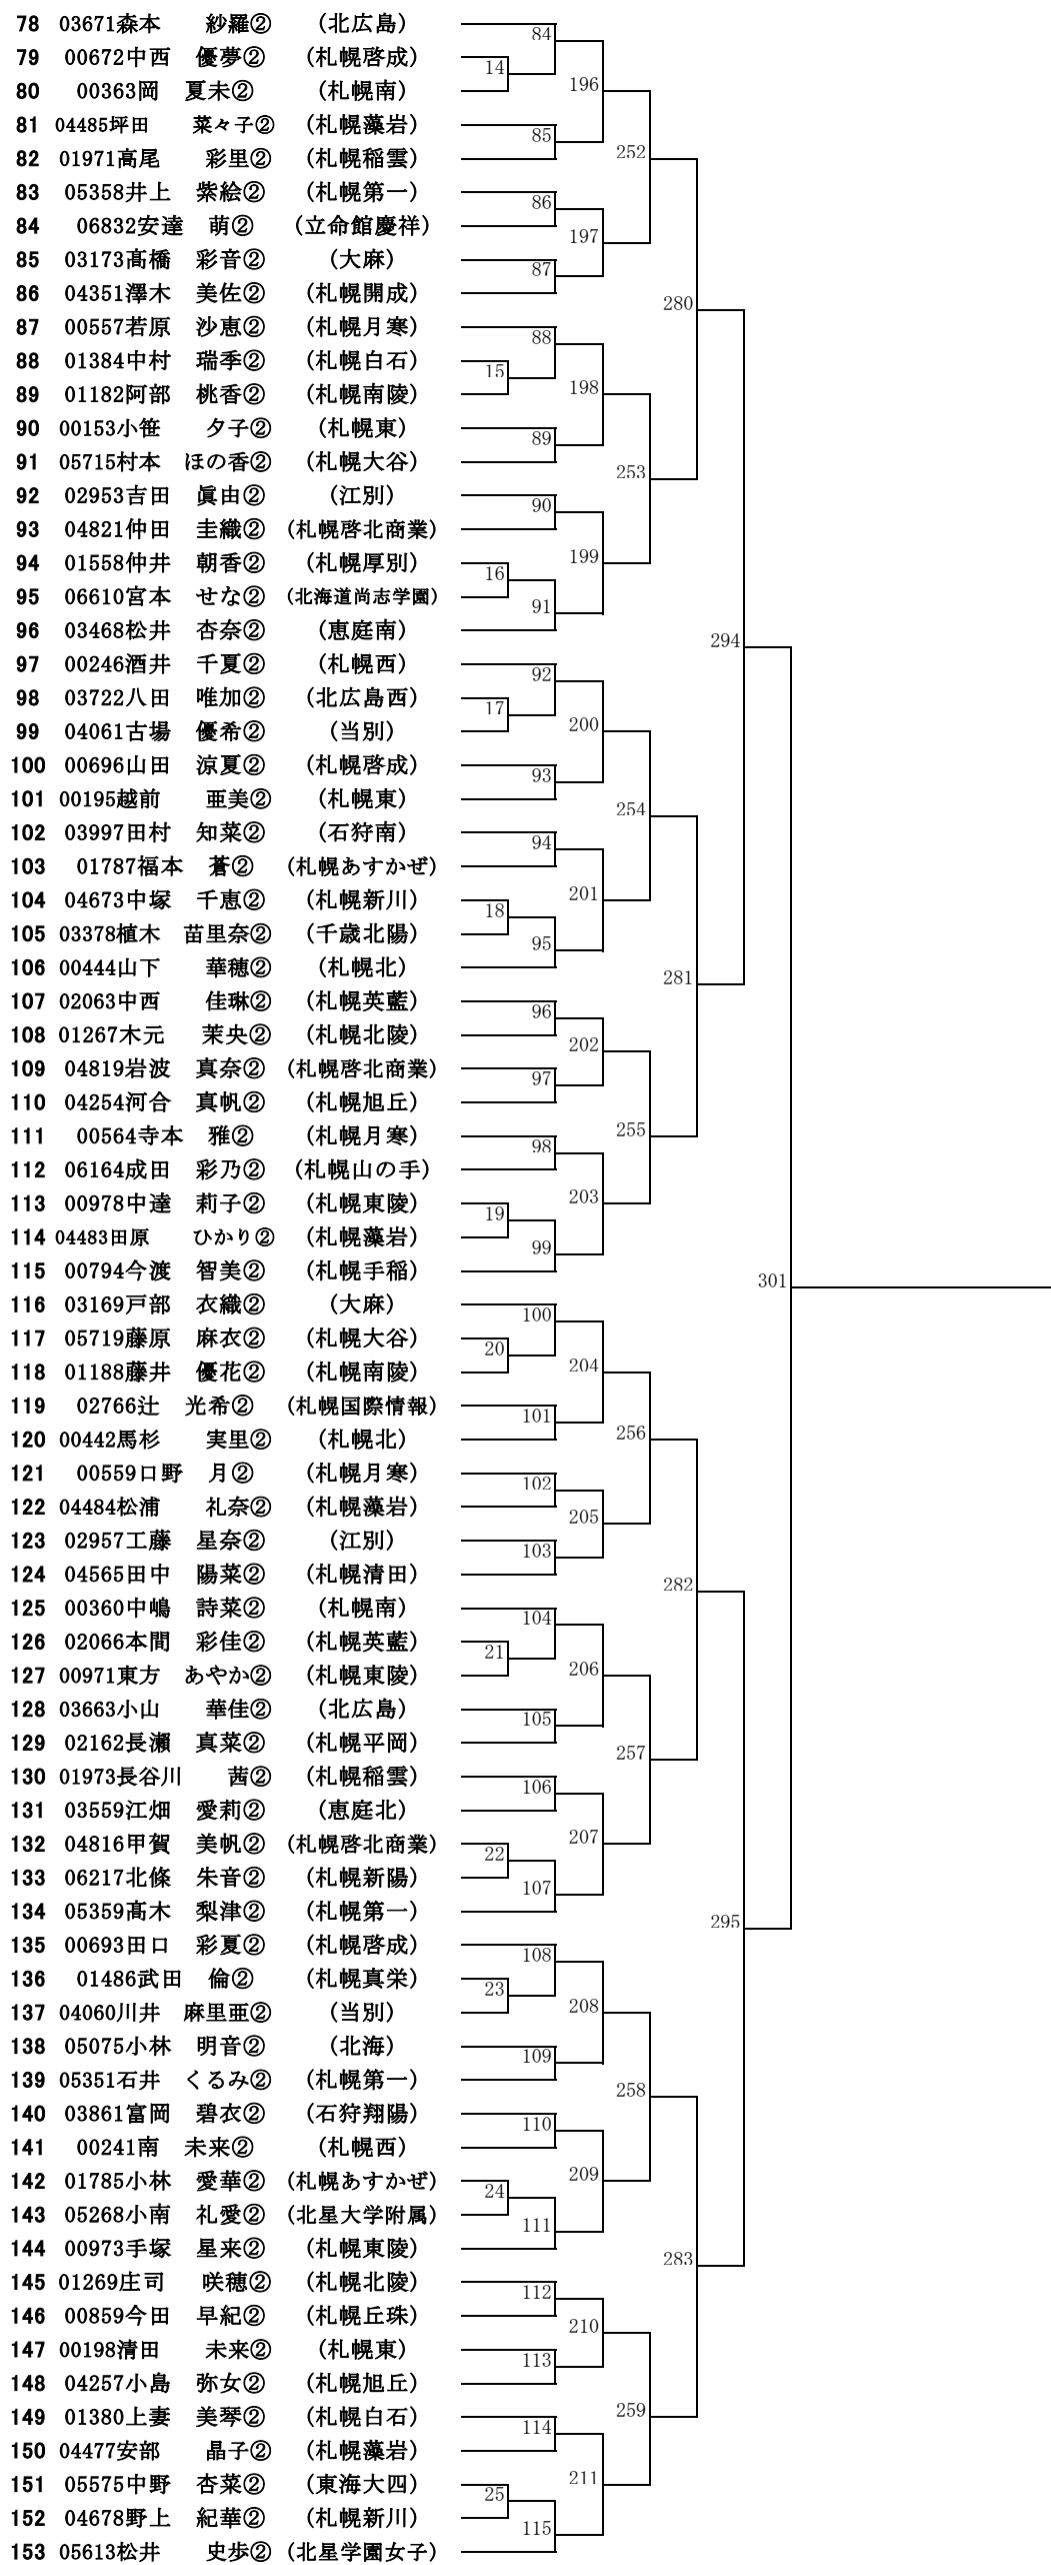 78 03671森本 紗羅② (北広島)
84
79 00672中西 優夢② (札幌啓成)
14
196
80 00363岡 夏未② (札幌南)
81 04485坪田 菜々子② (札幌藻岩)
85
252
82 01971高尾 彩里② (札幌稲雲)
83 05358井上 紫絵② (札幌第一)
86
84 06832安達 萌② (立命館慶祥)
197
85 03173髙橋 彩音② (大麻)
87
86 04351澤木 美佐② (札幌開成)
280
87 00557若原 沙恵② (札幌月寒)
88
88 01384中村 瑞季② (札幌白石)
15
198
89 01182阿部 桃香② (札幌南陵)
90 00153小笹 夕子② (札幌東)
89
91 05715村本 ほの香② (札幌大谷)
253
92 02953吉田 眞由② (江別)
90
93 04821仲田 圭織② (札幌啓北商業)
199
94 01558仲井 朝香② (札幌厚別)
16
95 06610宮本 せな② (北海道尚志学園)
91
96 03468松井 杏奈② (恵庭南)
294
97 00246酒井 千夏② (札幌西)
92
98 03722八田 唯加② (北広島西)
17
200
99 04061古場 優希② (当別)
100 00696山田 涼夏② (札幌啓成)
93
101 00195越前 亜美② (札幌東)
254
102 03997田村 知菜② (石狩南)
94
103 01787福本 蒼② (札幌あすかぜ)
201
104 04673中塚 千恵② (札幌新川)
18
105 03378植木 苗里奈② (千歳北陽)
95
106 00444山下 華穂② (札幌北)
281
107 02063中西 佳琳② (札幌英藍)
96
108 01267木元 茉央② (札幌北陵)
202
109 04819岩波 真奈② (札幌啓北商業)
97
110 04254河合 真帆② (札幌旭丘)
255
111 00564寺本 雅② (札幌月寒)
98
112 06164成田 彩乃② (札幌山の手)
203
113 00978中達 莉子② (札幌東陵)
19
114 04483田原 ひかり② (札幌藻岩)
99
115 00794今渡 智美② (札幌手稲)
301
116 03169戸部 衣織② (大麻)
100
117 05719藤原 麻衣② (札幌大谷)
20
204
118 01188藤井 優花② (札幌南陵)
119 02766辻 光希② (札幌国際情報)
101
256
120 00442馬杉 実里② (札幌北)
121 00559口野 月② (札幌月寒)
102
122 04484松浦 礼奈② (札幌藻岩)
205
123 02957工藤 星奈② (江別)
103
124 04565田中 陽菜② (札幌清田)
282
125 00360中嶋 詩菜② (札幌南)
104
126 02066本間 彩佳② (札幌英藍)
21
206
127 00971東方 あやか② (札幌東陵)
128 03663小山 華佳② (北広島)
105
129 02162長瀬 真菜② (札幌平岡)
257
130 01973長谷川 茜② (札幌稲雲)
106
131 03559江畑 愛莉② (恵庭北)
207
132 04816甲賀 美帆② (札幌啓北商業)
22
133 06217北條 朱音② (札幌新陽)
107
134 05359髙木 梨津② (札幌第一)
295
135 00693田口 彩夏② (札幌啓成)
108
136 01486武田 倫② (札幌真栄)
23
208
137 04060川井 麻里亜② (当別)
138 05075小林 明音② (北海)
109
139 05351石井 くるみ② (札幌第一)
258
140 03861富岡 碧衣② (石狩翔陽)
110
141 00241南 未来② (札幌西)
209
142 01785小林 愛華② (札幌あすかぜ)
24
143 05268小南 礼愛② (北星大学附属)
111
144 00973手塚 星来② (札幌東陵)
283
145 01269庄司 咲穂② (札幌北陵)
112
146 00859今田 早紀② (札幌丘珠)
210
147 00198清田 未来② (札幌東)
113
148 04257小島 弥女② (札幌旭丘)
259
149 01380上妻 美琴② (札幌白石)
114
150 04477安部 晶子② (札幌藻岩)
211
151 05575中野 杏菜② (東海大四)
25
152 04678野上 紀華② (札幌新川)
115
153 05613松井 史歩② (北星学園女子)